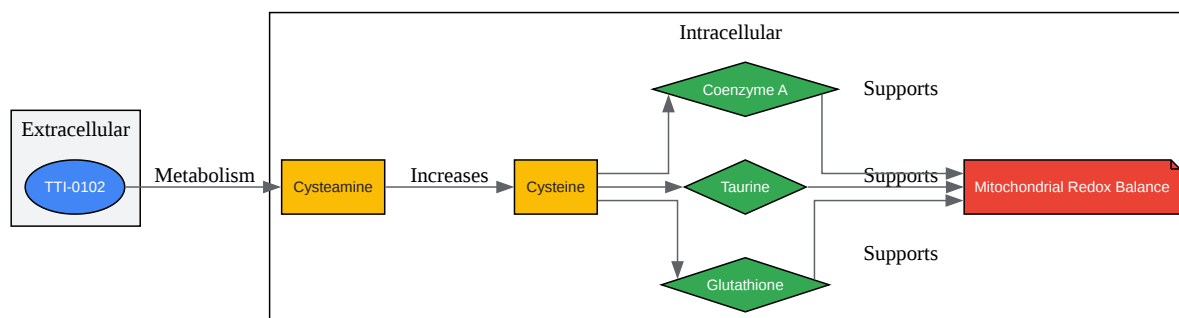 Intracellular
Coenzyme A
Supports
Extracellular
TTI-0102
Metabolism
Cysteamine
Increases
Cysteine
Taurine
Supports
Mitochondrial Redox Balance
Supports
Glutathione